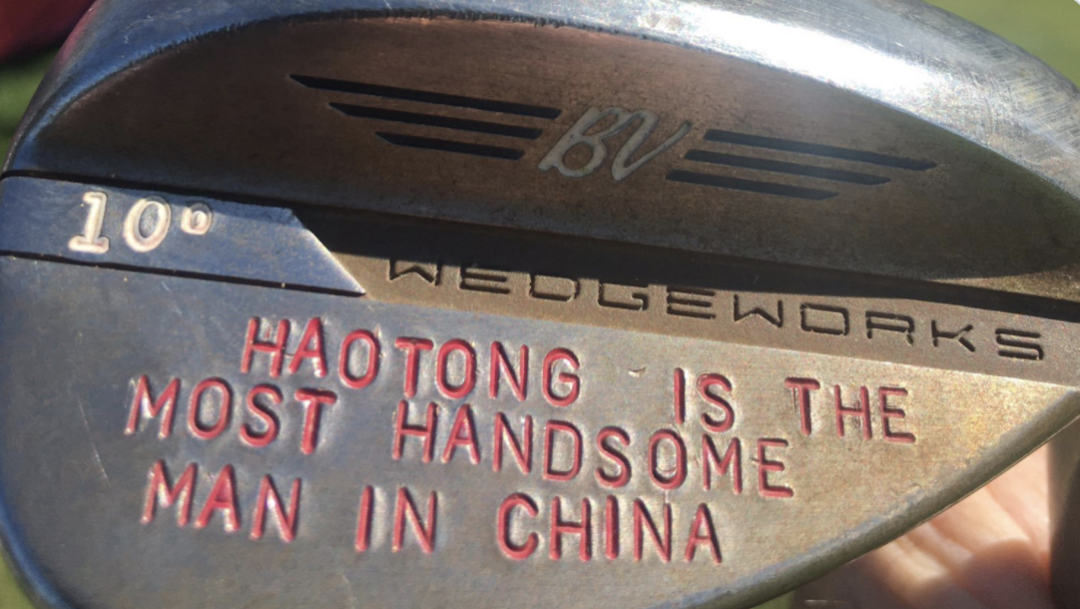 BV
10°
WEDGEWORKS
HAOTONG IS THE
MOST HANDSOME
MAN IN CHINA